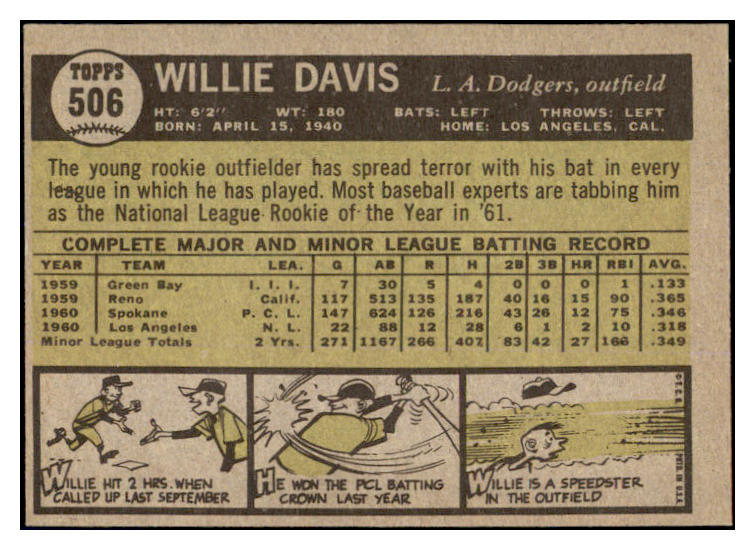 TOPPS
506
WILLIE DAVIS
L. A. Dodgers, outfield
HT: 6'2" WT: 180 BATS: LEFT THROWS: LEFT
BORN: APRIL 15, 1940 HOME: LOS ANGELES, CAL.
The young rookie outfielder has spread terror with his bat in every
league in which he has played. Most baseball experts are tabbing him
as the National League Rookie of the Year in '61.
COMPLETE MAJOR AND MINOR LEAGUE BATTING RECORD
YEAR TEAM LEA. G AB R H 2B 3B HR RBI AVG.
1959 Green Bay I. I. I. 7 30 5 4 0 0 0 1 .133
1959 Reno Calif. 117 513 135 187 40 16 15 90 .365
1960 Spokane P. C. L. 147 624 126 216 43 26 12 75 .346
1960 Los Angeles N. L. 22 88 12 28 6 1 2 10 .318
Minor League Totals 2 Yrs. 271 1167 266 407 83 42 27 166 .349
WILLIE HIT 2 HRS. WHEN
CALLED UP LAST SEPTEMBER
HE WON THE PCL BATTING
CROWN LAST YEAR
WILLIE IS A SPEEDSTER
IN THE OUTFIELD
© T.C.G.
PRTD. IN U.S.A.